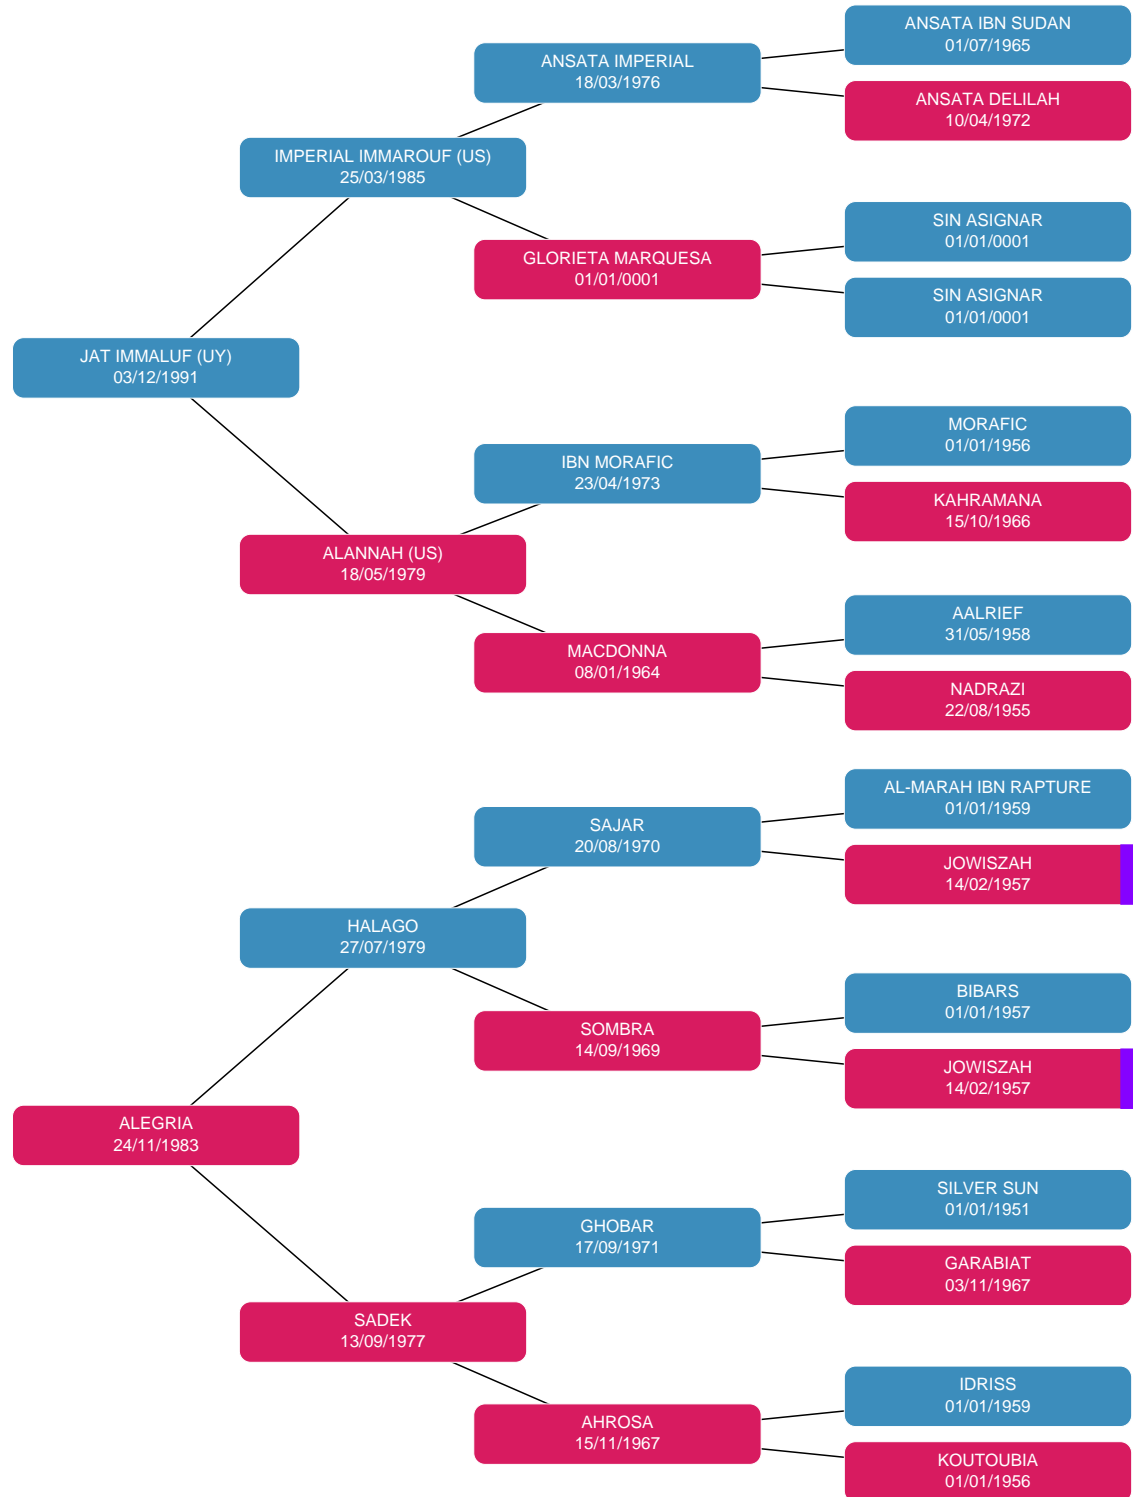 ANSATA IBN SUDAN
01/07/1965
ANSATA IMPERIAL
18/03/1976
ANSATA DELILAH
10/04/1972
IMPERIAL IMMAROUF (US)
25/03/1985
SIN ASIGNAR
01/01/0001
GLORIETA MARQUESA
01/01/0001
SIN ASIGNAR
01/01/0001
JAT IMMALUF (UY)
03/12/1991
MORAFIC
01/01/1956
IBN MORAFIC
23/04/1973
KAHRAMANA
15/10/1966
ALANNAH (US)
18/05/1979
AALRIEF
31/05/1958
MACDONNA
08/01/1964
NADRAZI
22/08/1955
AL-MARAH IBN RAPTURE
01/01/1959
SAJAR
20/08/1970
JOWISZAH
14/02/1957
HALAGO
27/07/1979
BIBARS
01/01/1957
SOMBRA
14/09/1969
JOWISZAH
14/02/1957
ALEGRIA
24/11/1983
SILVER SUN
01/01/1951
GHOBAR
17/09/1971
GARABIAT
03/11/1967
SADEK
13/09/1977
IDRISS
01/01/1959
AHROSA
15/11/1967
KOUTOUBIA
01/01/1956